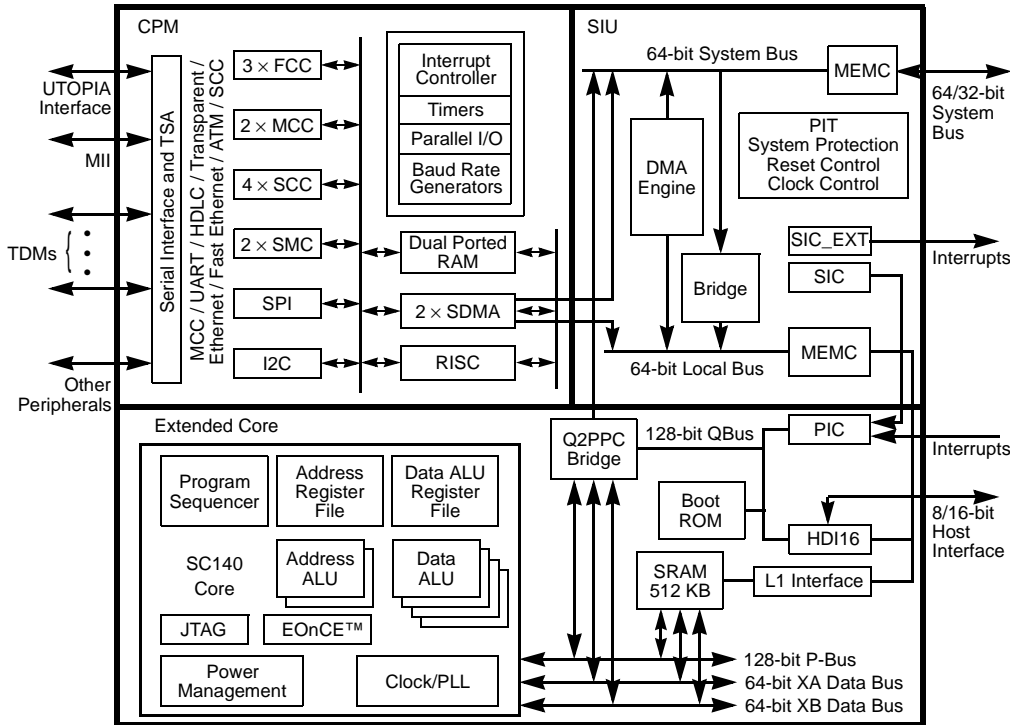 CPM
SIU
UTOPIA
Interface
MII
TDMs
Other
Peripherals
Serial Interface and TSA
MCC / UART / HDLC / Transparent /
Ethernet / Fast Ethernet / ATM / SCC
3 × FCC
2 × MCC
4 × SCC
2 × SMC
SPI
I2C
Interrupt
Controller
Timers
Parallel I/O
Baud Rate
Generators
Dual Ported
RAM
2 × SDMA
RISC
64-bit System Bus
MEMC
64/32-bit
System
Bus
DMA
Engine
PIT
System Protection
Reset Control
Clock Control
Bridge
SIC_EXT
Interrupts
SIC
MEMC
64-bit Local Bus
Extended Core
Program
Sequencer
Address
Register
File
Data ALU
Register
File
SC140
Core
Address
ALU
Data
ALU
JTAG
EOnCE™
Power
Management
Clock/PLL
Q2PPC
Bridge
128-bit QBus
PIC
Interrupts
Boot
ROM
HDI16
8/16-bit
Host
Interface
SRAM
512 KB
L1 Interface
128-bit P-Bus
64-bit XA Data Bus
64-bit XB Data Bus